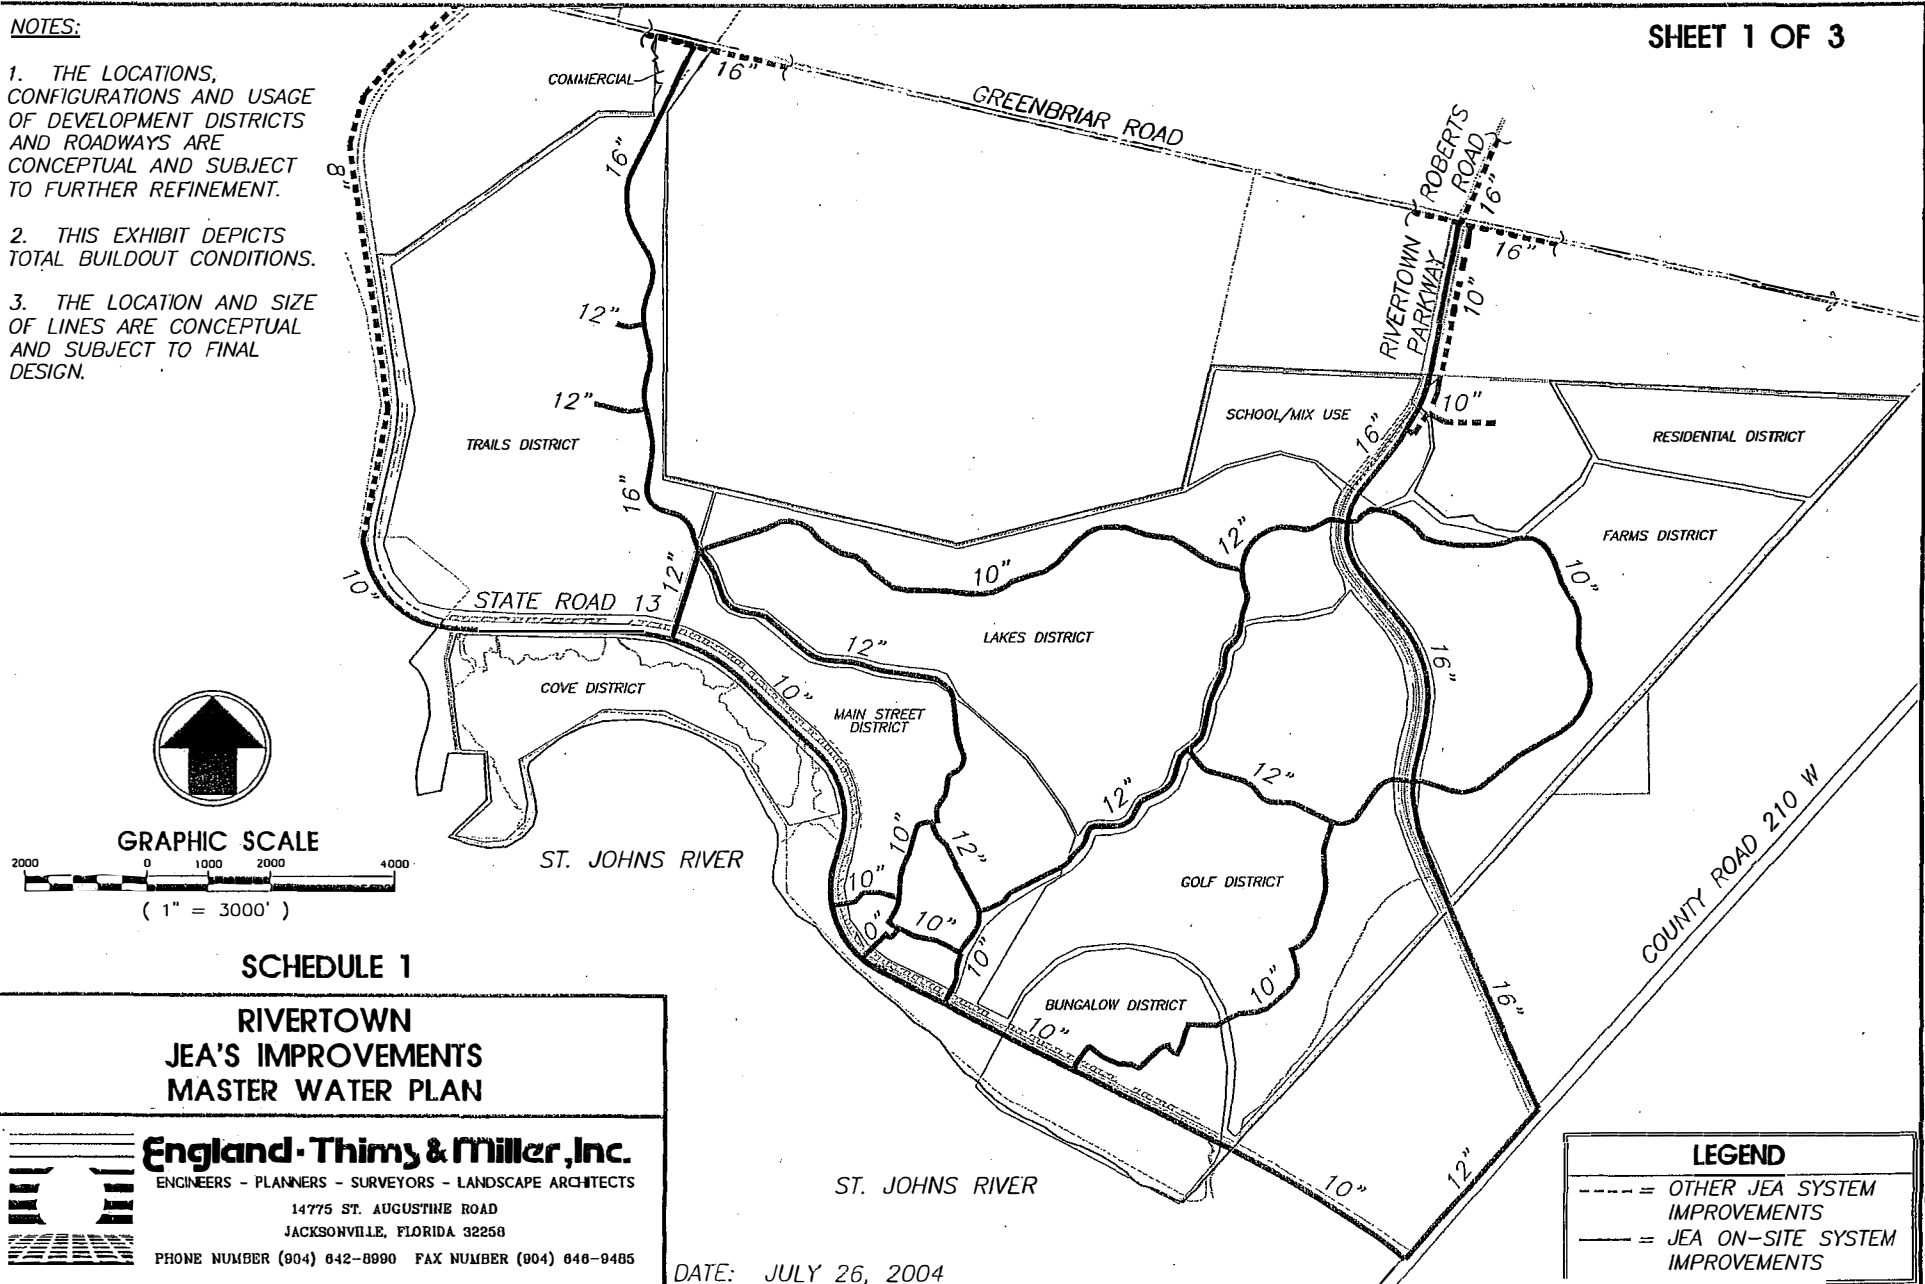 SHEET 1 OF 3
NOTES:
1. THE LOCATIONS,
CONFIGURATIONS AND USAGE
OF DEVELOPMENT DISTRICTS
AND ROADWAYS ARE
CONCEPTUAL AND SUBJECT
TO FURTHER REFINEMENT.
2. THIS EXHIBIT DEPICTS
TOTAL BUILDOUT CONDITIONS.
3. THE LOCATION AND SIZE
OF LINES ARE CONCEPTUAL
AND SUBJECT TO FINAL
DESIGN.
COMMERCIAL
16"
GREENBRIAR ROAD
ROBERTS
ROAD
16"
16"
8"
16"
RIVERTOWN
PARKWAY
10"
12"
12"
TRAILS DISTRICT
SCHOOL/MIX USE
16"
10"
RESIDENTIAL DISTRICT
16"
12"
10"
FARMS DISTRICT
10"
10"
12"
STATE ROAD 13
LAKES DISTRICT
12"
16"
COVE DISTRICT
10"
MAIN STREET
DISTRICT
12"
12"
10"
12"
COUNTY ROAD 210 W
ST. JOHNS RIVER
10"
GOLF DISTRICT
0"
10"
10"
10"
16"
BUNGALOW DISTRICT
10"
ST. JOHNS RIVER
10"
12"
GRAPHIC SCALE
2000 0 1000 2000 4000
( 1" = 3000' )
SCHEDULE 1
RIVERTOWN
JEA'S IMPROVEMENTS
MASTER WATER PLAN
England-Thims & Miller, Inc.
ENGINEERS - PLANNERS - SURVEYORS - LANDSCAPE ARCHITECTS
14775 ST. AUGUSTINE ROAD
JACKSONVILLE, FLORIDA 32258
PHONE NUMBER (904) 642-8990 FAX NUMBER (904) 646-9485
DATE: JULY 26, 2004
LEGEND
= OTHER JEA SYSTEM
IMPROVEMENTS
= JEA ON-SITE SYSTEM
IMPROVEMENTS